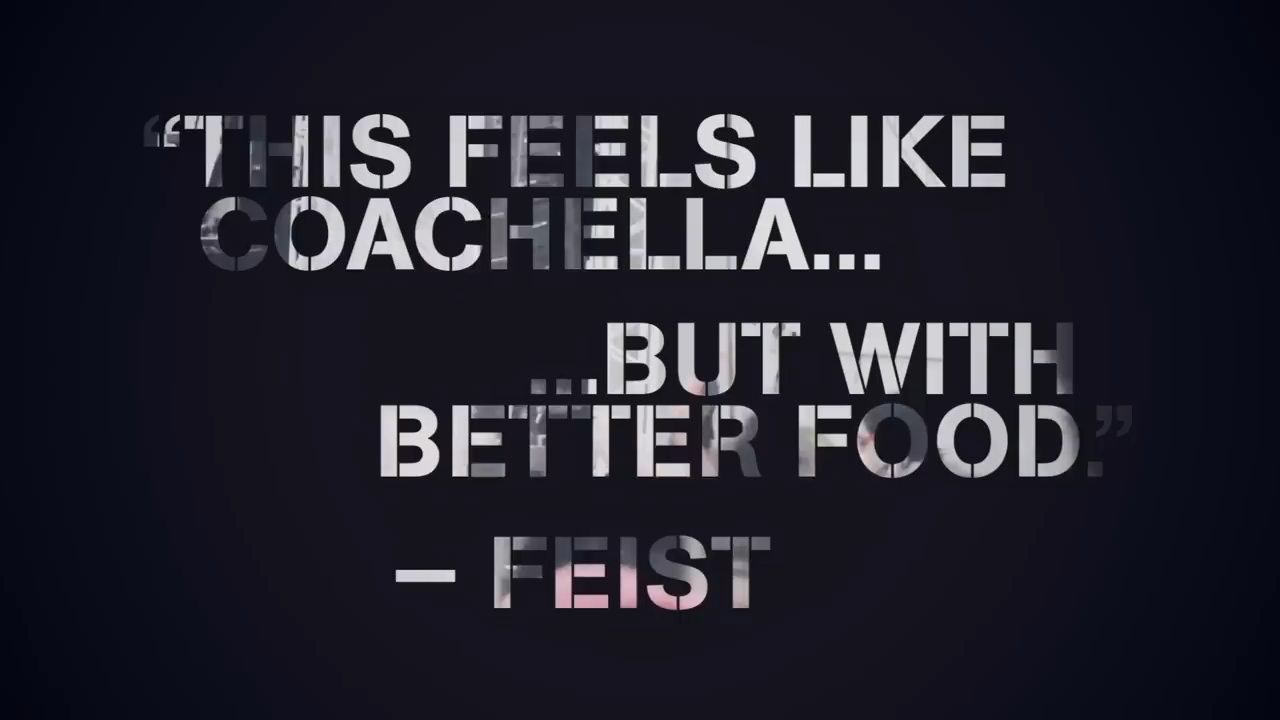 “THIS FEELS LIKE
COACHELLA...
...BUT WITH
BETTER FOOD.”
— FEIST